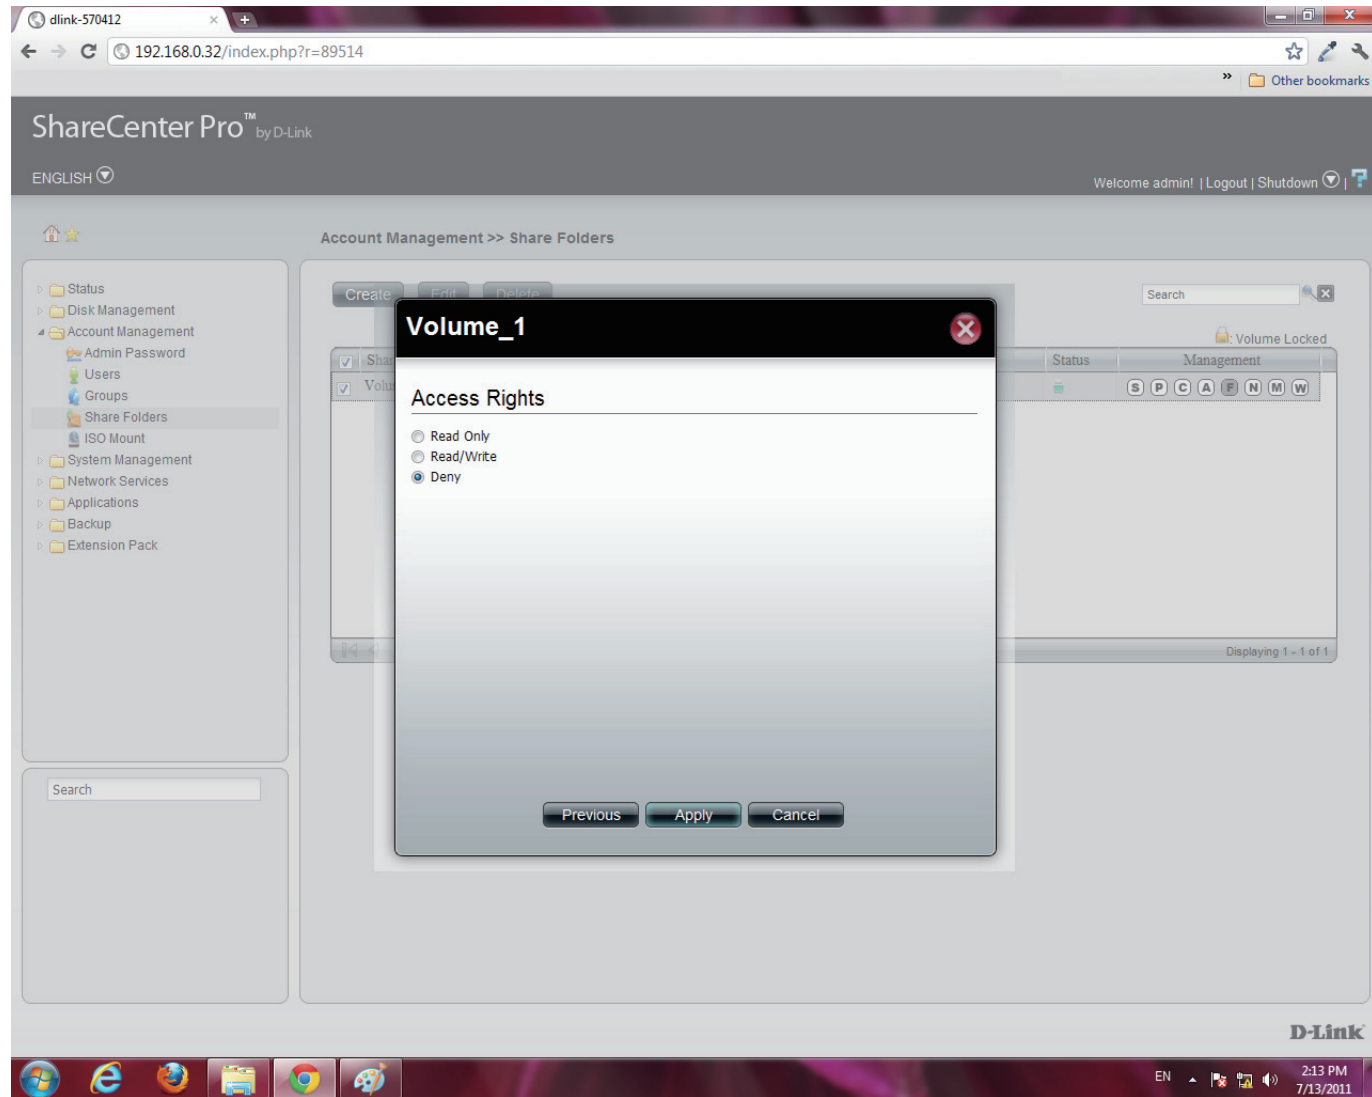 dlink-570412
192.168.0.32/index.php?r=89514
» Other bookmarks
ShareCenter Pro™ by D-Link
ENGLISH
Welcome admin! | Logout | Shutdown | ?
Account Management >> Share Folders
Status
Disk Management
Account Management
Admin Password
Users
Groups
Share Folders
ISO Mount
System Management
Network Services
Applications
Backup
Extension Pack
Search
Create Edit Delete
Search
: Volume Locked
Shar Status Management
Volu S P C A F N M W
Volume_1
Access Rights
Read Only
Read/Write
Deny
Previous Apply Cancel
Displaying 1 - 1 of 1
D-Link
EN 2:13 PM
7/13/2011